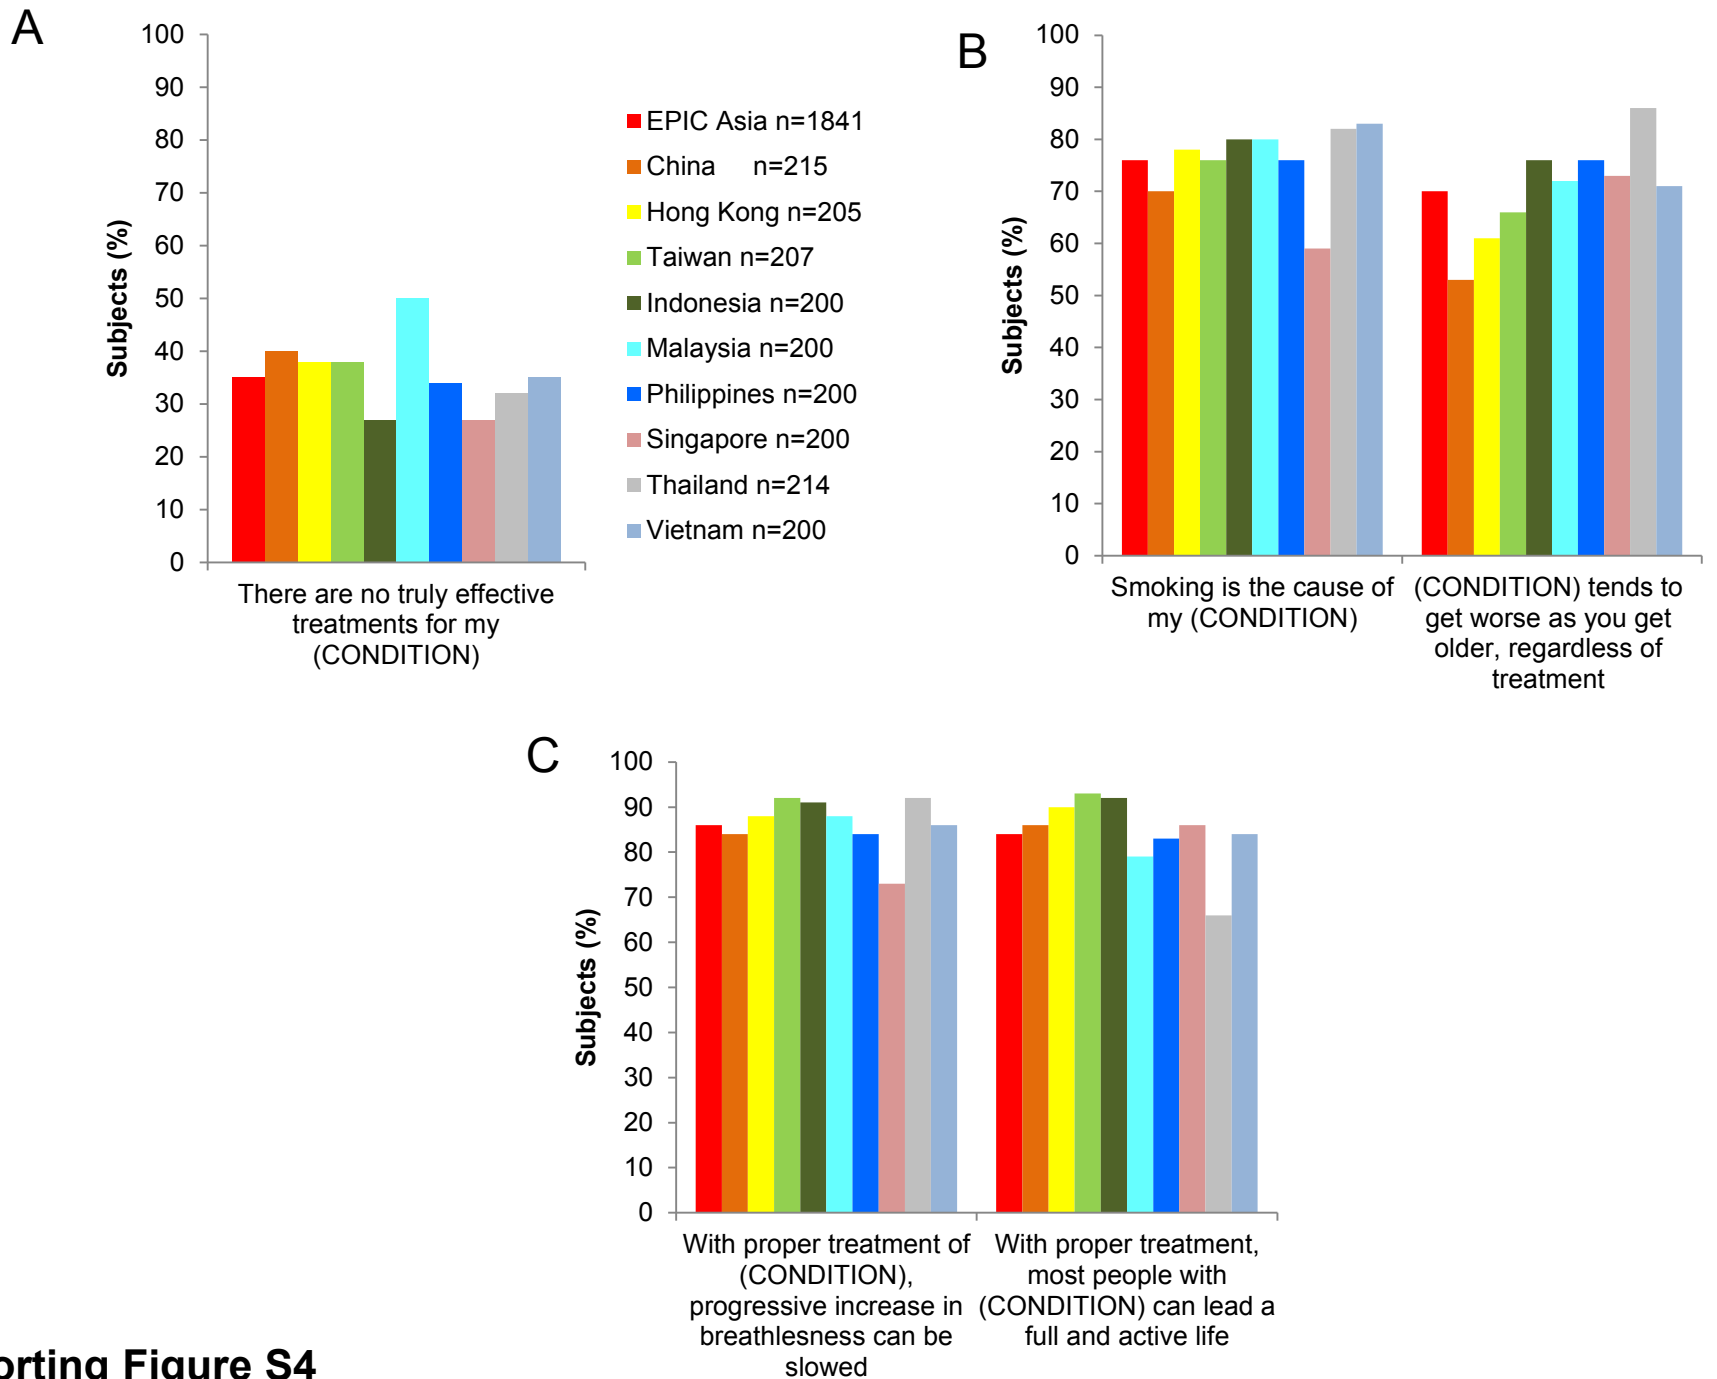 A
100
90
80
70
60
50
40
30
20
10
0
Subjects (%)
There are no truly effective
treatments for my
(CONDITION)
EPIC Asia n=1841
China n=215
Hong Kong n=205
Taiwan n=207
Indonesia n=200
Malaysia n=200
Philippines n=200
Singapore n=200
Thailand n=214
Vietnam n=200
B
100
90
80
70
60
50
40
30
20
10
0
Subjects (%)
Smoking is the cause of
my (CONDITION)
(CONDITION) tends to
get worse as you get
older, regardless of
treatment
C
100
90
80
70
60
50
40
30
20
10
0
Subjects (%)
With proper treatment of
(CONDITION),
progressive increase in
breathlesness can be
slowed
With proper treatment,
most people with
(CONDITION) can lead a
full and active life
orting Figure S4